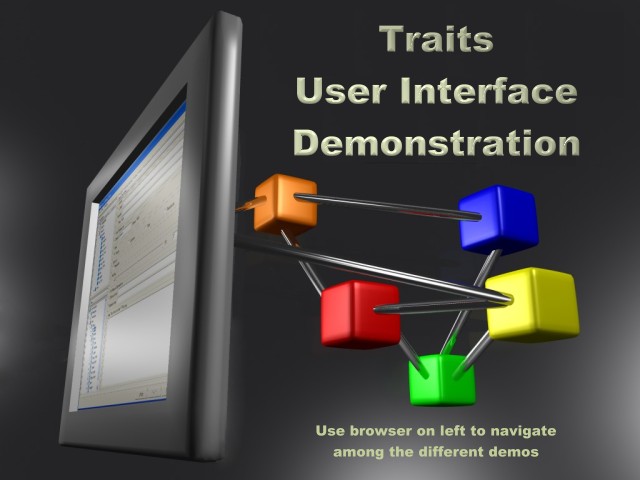 Traits
User Interface
Demonstration
Use browser on left to navigate
among the different demos